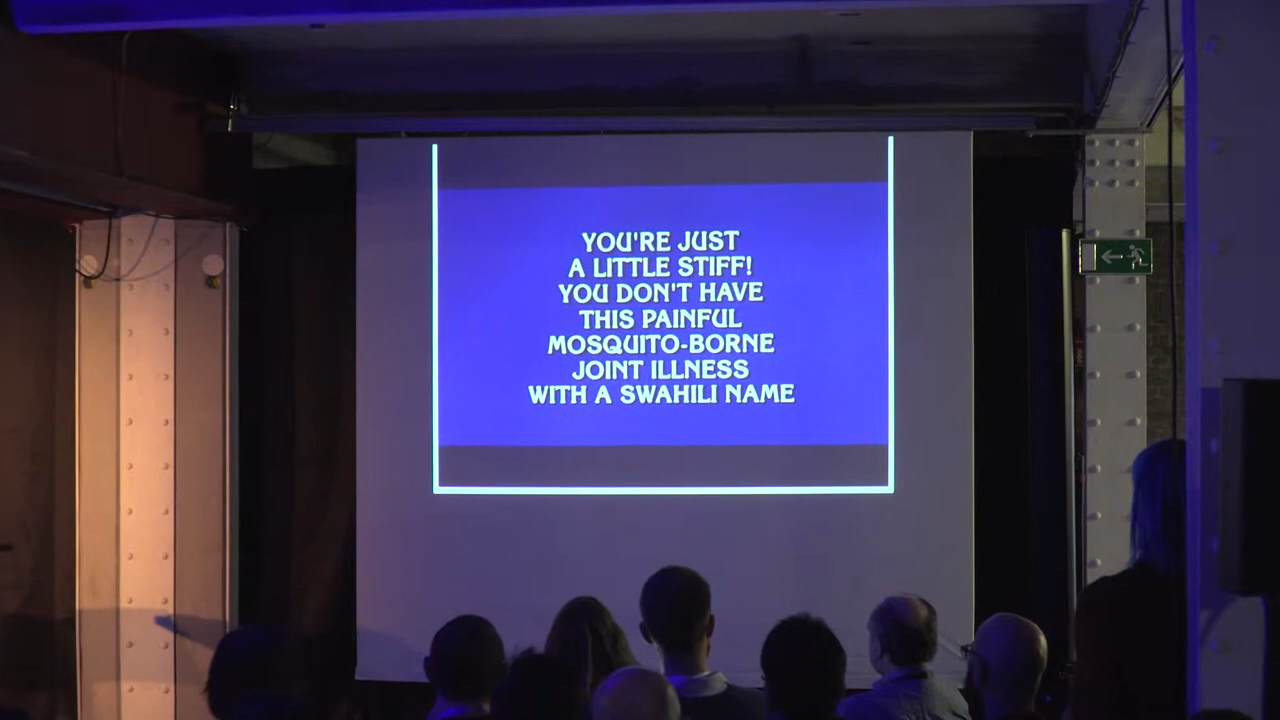 YOU'RE JUST
A LITTLE STIFF!
YOU DON'T HAVE
THIS PAINFUL
MOSQUITO-BORNE
JOINT ILLNESS
WITH A SWAHILI NAME